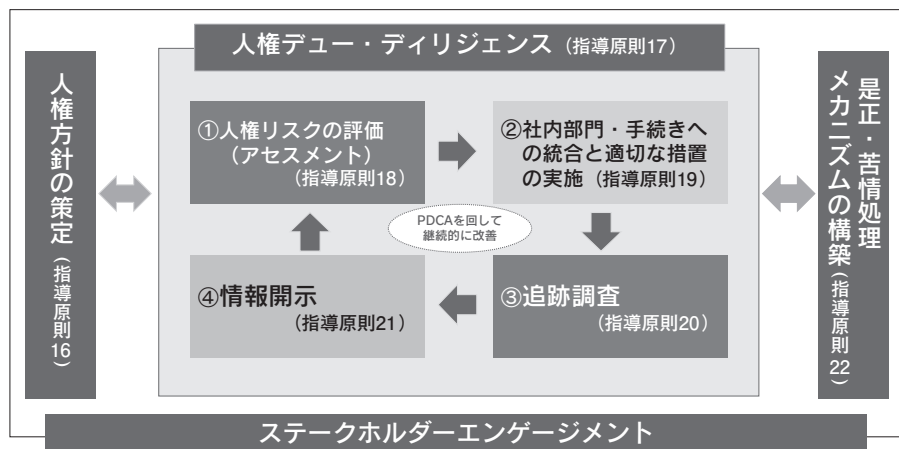 人権デュー・ディリジェンス（指導原則17）
人権方針の策定（指導原則16）
①人権リスクの評価
（アセスメント）
（指導原則18）
②社内部門・手続きへ
の統合と適切な措置
の実施（指導原則19）
PDCAを回して
継続的に改善
④情報開示
（指導原則21）
③追跡調査
（指導原則20）
是正・苦情処理
メカニズムの構築（指導原則22）
ステークホルダーエンゲージメント